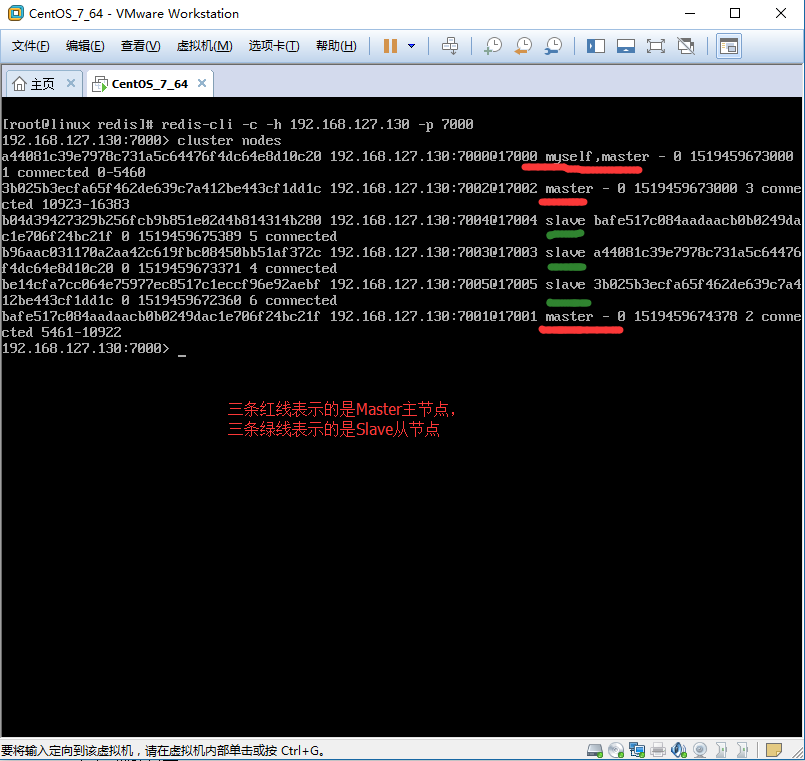 CentOS_7_64 - VMware Workstation
文件(F) 编辑(E) 查看(V) 虚拟机(M) 选项卡(T) 帮助(H)
主页 CentOS_7_64
[root@linux redis]# redis-cli -c -h 192.168.127.130 -p 7000
192.168.127.130:7000> cluster nodes
a44081c39e7978c731a5c64476f4dc64e8d10c20 192.168.127.130:7000@17000 myself,master - 0 1519459673000
1 connected 0-5460
3b025b3ecfa65f462de639c7a412be443cf1dd1c 192.168.127.130:7002@17002 master - 0 1519459673000 3 conne
cted 10923-16383
b04d39427329b256fcb9b851e02d4b814314b280 192.168.127.130:7004@17004 slave bafe517c084aadaacb0b0249da
c1e706f24bc21f 0 1519459675389 5 connected
b96aac031170a2aa42c619fbc08450bb51af372c 192.168.127.130:7003@17003 slave a44081c39e7978c731a5c64476
f4dc64e8d10c20 0 1519459673371 4 connected
be14cfa7cc064e75977ec8517c1eccf96e92aebf 192.168.127.130:7005@17005 slave 3b025b3ecfa65f462de639c7a4
12be443cf1dd1c 0 1519459672360 6 connected
bafe517c084aadaacb0b0249dac1e706f24bc21f 192.168.127.130:7001@17001 master - 0 1519459674378 2 conne
cted 5461-10922
192.168.127.130:7000> _
三条红线表示的是Master主节点，
三条绿线表示的是Slave从节点
要将输入定向到该虚拟机，请在虚拟机内部单击或按 Ctrl+G。